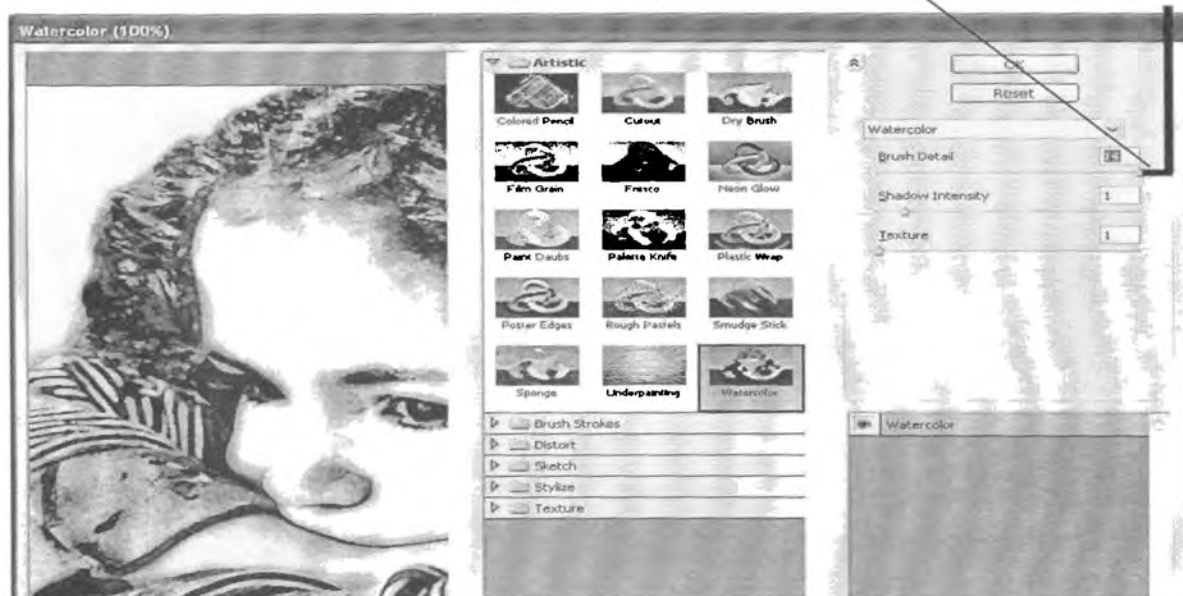 Watercolor (100%)
Artistic
Colored Pencil Cutout Dry Brush
Film Grain Fresco Neon Glow
Paint Daubs Palette Knife Plastic Wrap
Poster Edges Rough Pastels Smudge Stick
Sponge Underpainting Watercolor
Brush Strokes
Distort
Sketch
Stylize
Texture
OK
Reset
Watercolor
Brush Detail 14
Shadow Intensity 1
Texture 1
Watercolor